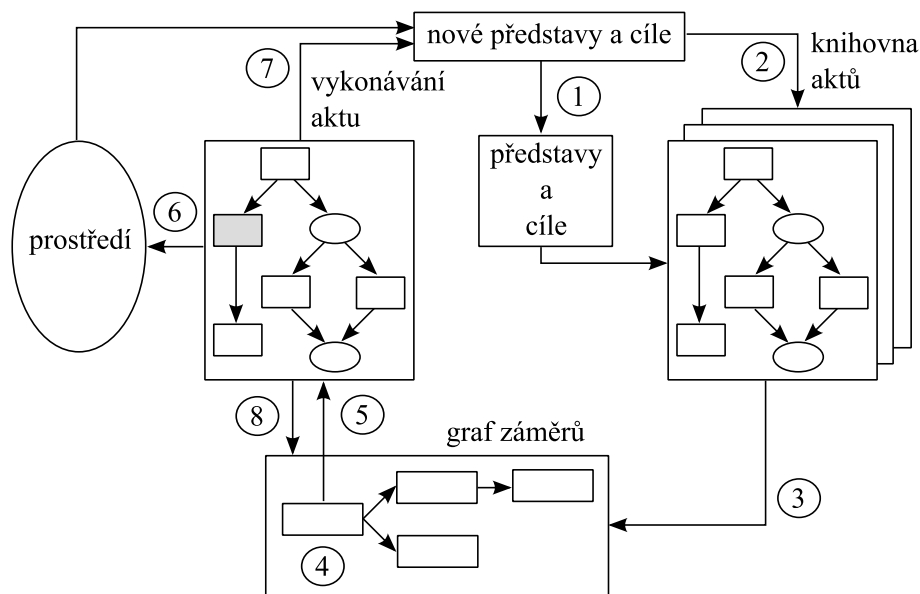 nové představy a cíle
knihovna
aktů
2
7
vykonávání
aktu
1
představy
a
cíle
6
prostředí
8
5
graf záměrů
3
4